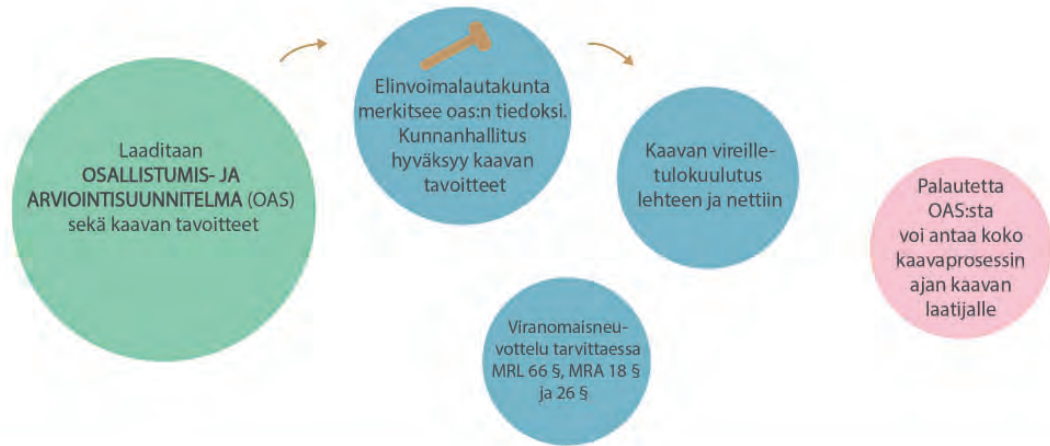 Laaditaan
OSALLISTUMIS- JA
ARVIOINTISUUNNITELMA (OAS)
sekä kaavan tavoitteet
Elinvoimalautakunta
merkitsee oas:n tiedoksi.
Kunnanhallitus
hyväksyy kaavan
tavoitteet
Kaavan vireille-
tulokuulutus
lehteen ja nettiin
Viranomaisneu-
vottelu tarvittaessa
MRL 66 §, MRA 18 §
ja 26 §
Palautetta
OAS:sta
voi antaa koko
kaavaprosessin
ajan kaavan
laatijalle